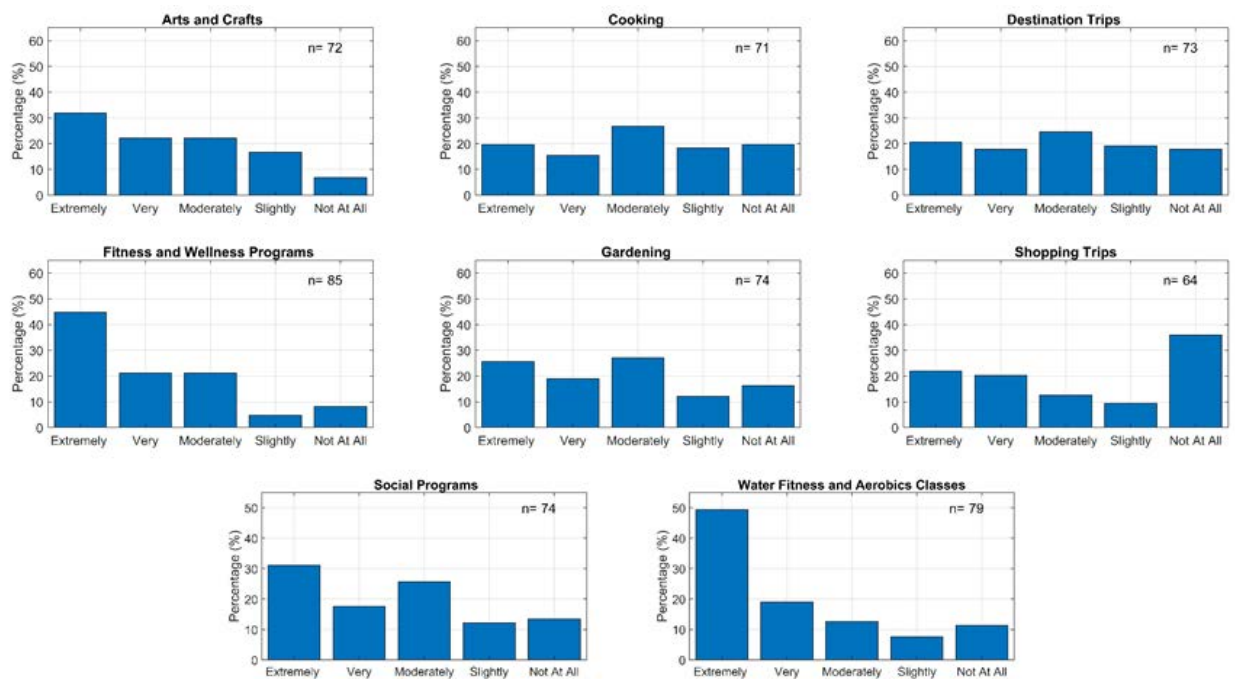 Arts and Crafts
Percentage (%)
60
50
40
30
20
10
0
n= 72
Extremely Very Moderately Slightly Not At All
Cooking
Percentage (%)
60
50
40
30
20
10
0
n= 71
Extremely Very Moderately Slightly Not At All
Destination Trips
Percentage (%)
60
50
40
30
20
10
0
n= 73
Extremely Very Moderately Slightly Not At All
Fitness and Wellness Programs
Percentage (%)
60
50
40
30
20
10
0
n= 85
Extremely Very Moderately Slightly Not At All
Gardening
Percentage (%)
60
50
40
30
20
10
0
n= 74
Extremely Very Moderately Slightly Not At All
Shopping Trips
Percentage (%)
60
50
40
30
20
10
0
n= 64
Extremely Very Moderately Slightly Not At All
Social Programs
Percentage (%)
50
40
30
20
10
0
n= 74
Extremely Very Moderately Slightly Not At All
Water Fitness and Aerobics Classes
Percentage (%)
50
40
30
20
10
0
n= 79
Extremely Very Moderately Slightly Not At All